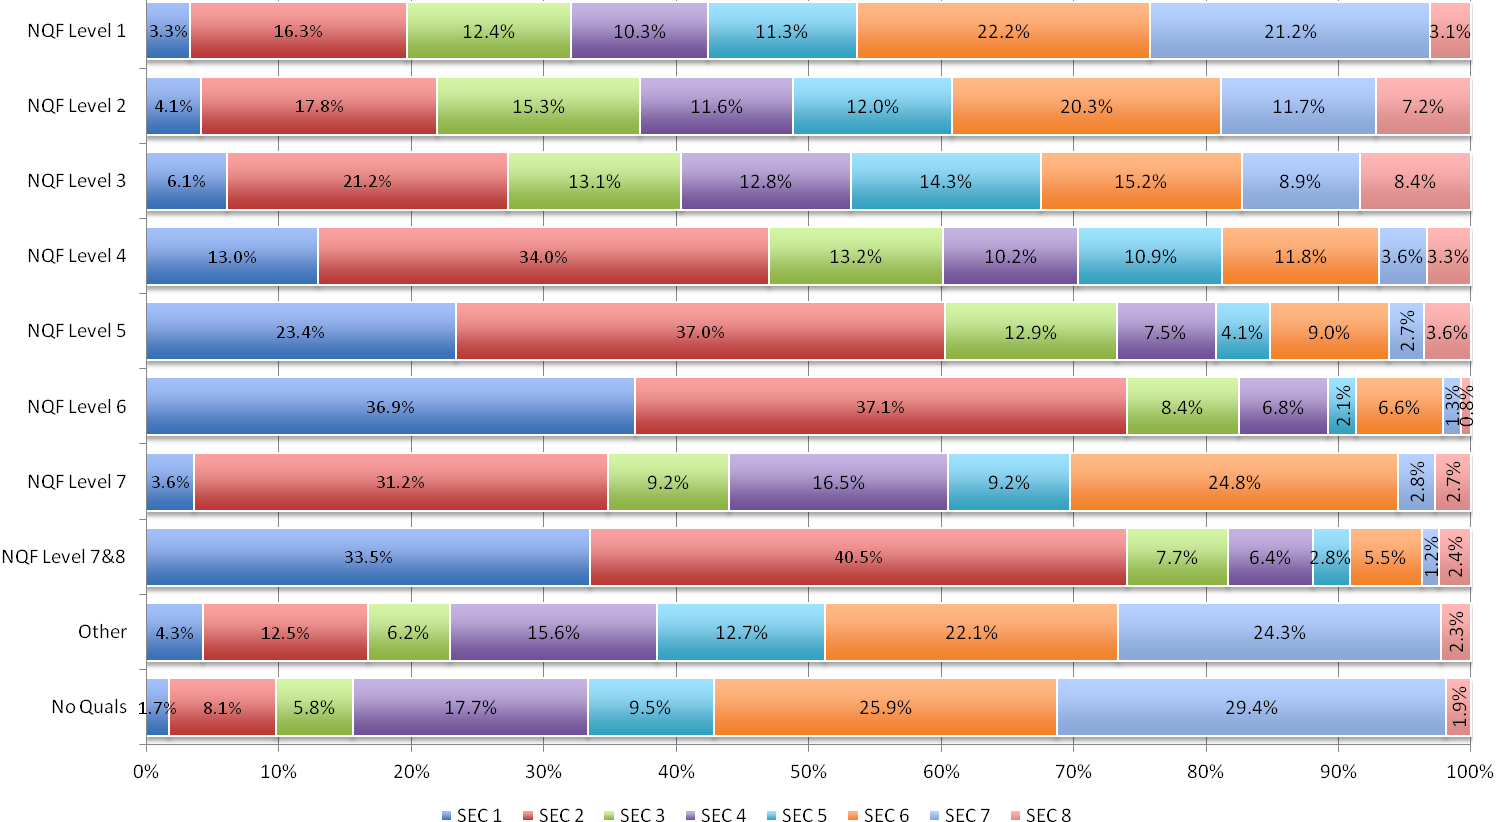 NQF Level 1 3.3% 16.3% 12.4% 10.3% 11.3% 22.2% 21.2% 3.1%
NQF Level 2 4.1% 17.8% 15.3% 11.6% 12.0% 20.3% 11.7% 7.2%
NQF Level 3 6.1% 21.2% 13.1% 12.8% 14.3% 15.2% 8.9% 8.4%
NQF Level 4 13.0% 34.0% 13.2% 10.2% 10.9% 11.8% 3.6% 3.3%
NQF Level 5 23.4% 37.0% 12.9% 7.5% 4.1% 9.0% 2.7% 3.6%
NQF Level 6 36.9% 37.1% 8.4% 6.8% 2.1% 6.6% 1.3% 0.8%
NQF Level 7 3.6% 31.2% 9.2% 16.5% 9.2% 24.8% 2.8% 2.7%
NQF Level 7&8 33.5% 40.5% 7.7% 6.4% 2.8% 5.5% 1.2% 2.4%
Other 4.3% 12.5% 6.2% 15.6% 12.7% 22.1% 24.3% 2.3%
No Quals 1.7% 8.1% 5.8% 17.7% 9.5% 25.9% 29.4% 1.9%
0% 10% 20% 30% 40% 50% 60% 70% 80% 90% 100%
SEC 1 SEC 2 SEC 3 SEC 4 SEC 5 SEC 6 SEC 7 SEC 8